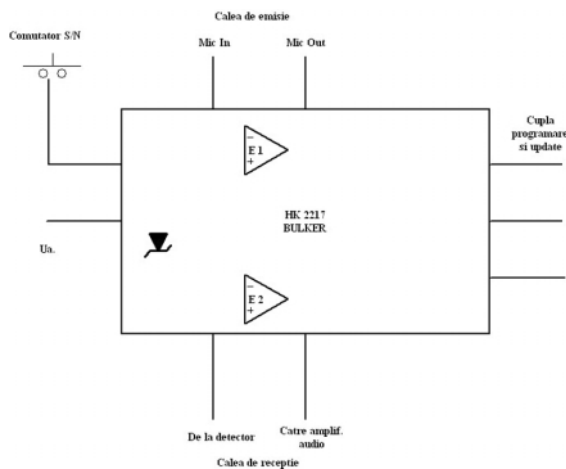 Calea de emisie
Comutator S/N
Mic In
Mic Out
Cupla
programare
si update
−
E 1
+
HK 2217
BULKER
Ua.
−
E 2
+
De la detector
Catre amplif.
audio
Calea de receptie